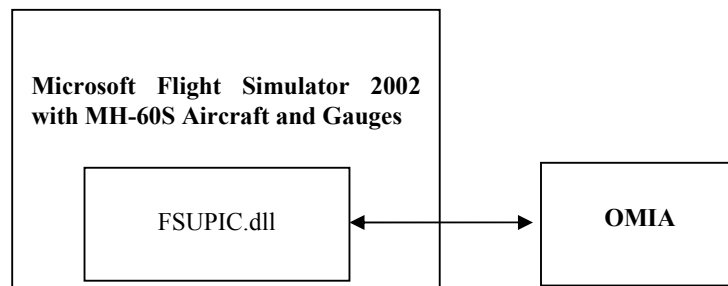 Microsoft Flight Simulator 2002
with MH-60S Aircraft and Gauges
FSUPIC.dll
OMIA